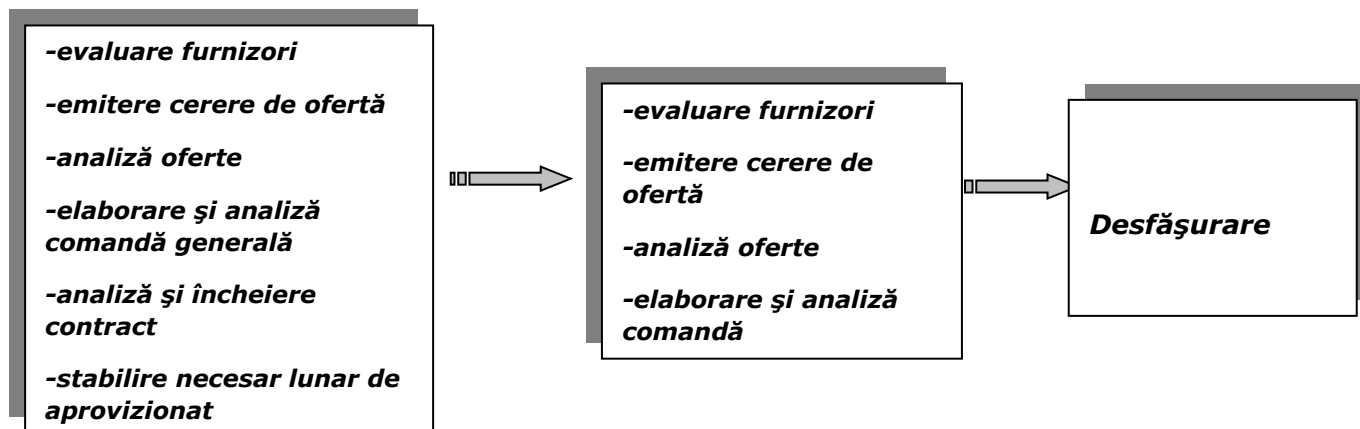 -evaluare furnizori
-emitere cerere de ofertă
-analiză oferte
-elaborare şi analiză
comandă generală
-analiză şi încheiere
contract
-stabilire necesar lunar de
aprovizionat
-evaluare furnizori
-emitere cerere de
ofertă
-analiză oferte
-elaborare şi analiză
comandă
Desfăşurare